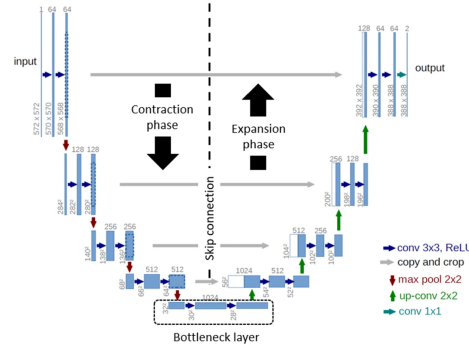 1 64 64
128 64 64 2
input
output
572 x 572
570 x 570
568 x 568
392 x 392
390 x 390
388 x 388
388 x 388
Contraction
phase
Expansion
phase
Skip connection
128 128
256 128
284²
282²
280²
200²
198²
196²
256 256
512 256
140²
138²
136²
104²
102²
100²
512 512
1024 512
68²
66²
64²
56²
54²
52²
1024
32²
30²
28²
Bottleneck layer
conv 3x3, ReLU
copy and crop
max pool 2x2
up-conv 2x2
conv 1x1